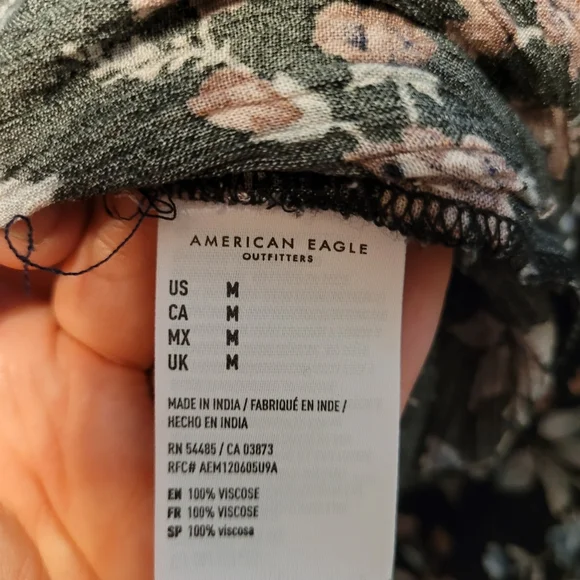 AMERICAN EAGLE
OUTFITTERS
US M
CA M
MX M
UK M
MADE IN INDIA / FABRIQUÉ EN INDE /
HECHO EN INDIA
RN 54485 / CA 03873
RFC# AEM120605U9A
EN 100% VISCOSE
FR 100% VISCOSE
SP 100% viscosa